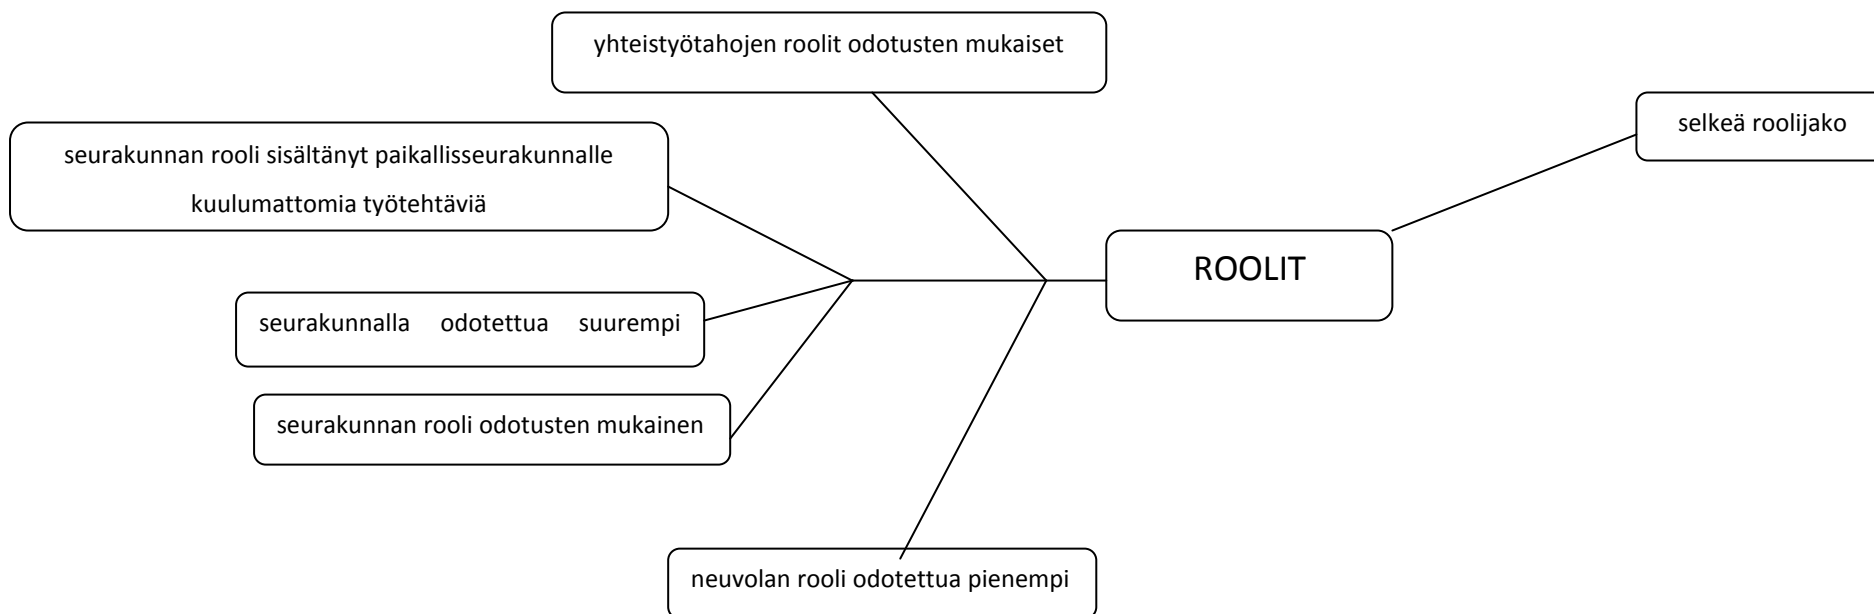 yhteistyötahojen roolit odotusten mukaiset
selkeä roolijako
seurakunnan rooli sisältänyt paikallisseurakunnalle
kuulumattomia työtehtäviä
ROOLIT
seurakunnalla odotettua suurempi
seurakunnan rooli odotusten mukainen
neuvolan rooli odotettua pienempi